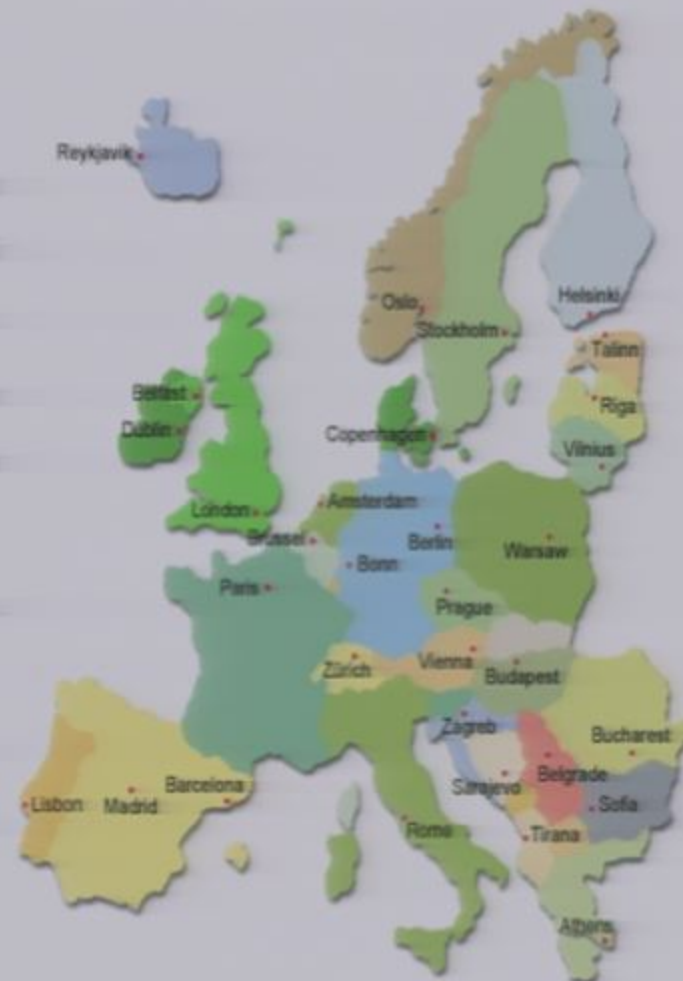 Reykjavik
Oslo
Helsinki
Stockholm
Talinn
Riga
Belfast
Dublin
Copenhagen
Vilnius
London
Amsterdam
Brussel
Berlin
Warsaw
Bonn
Paris
Prague
Zürich
Vienna
Budapest
Zagreb
Bucharest
Barcelona
Belgrade
Sarajevo
Lisbon
Madrid
Sofia
Rome
Tirana
Athens